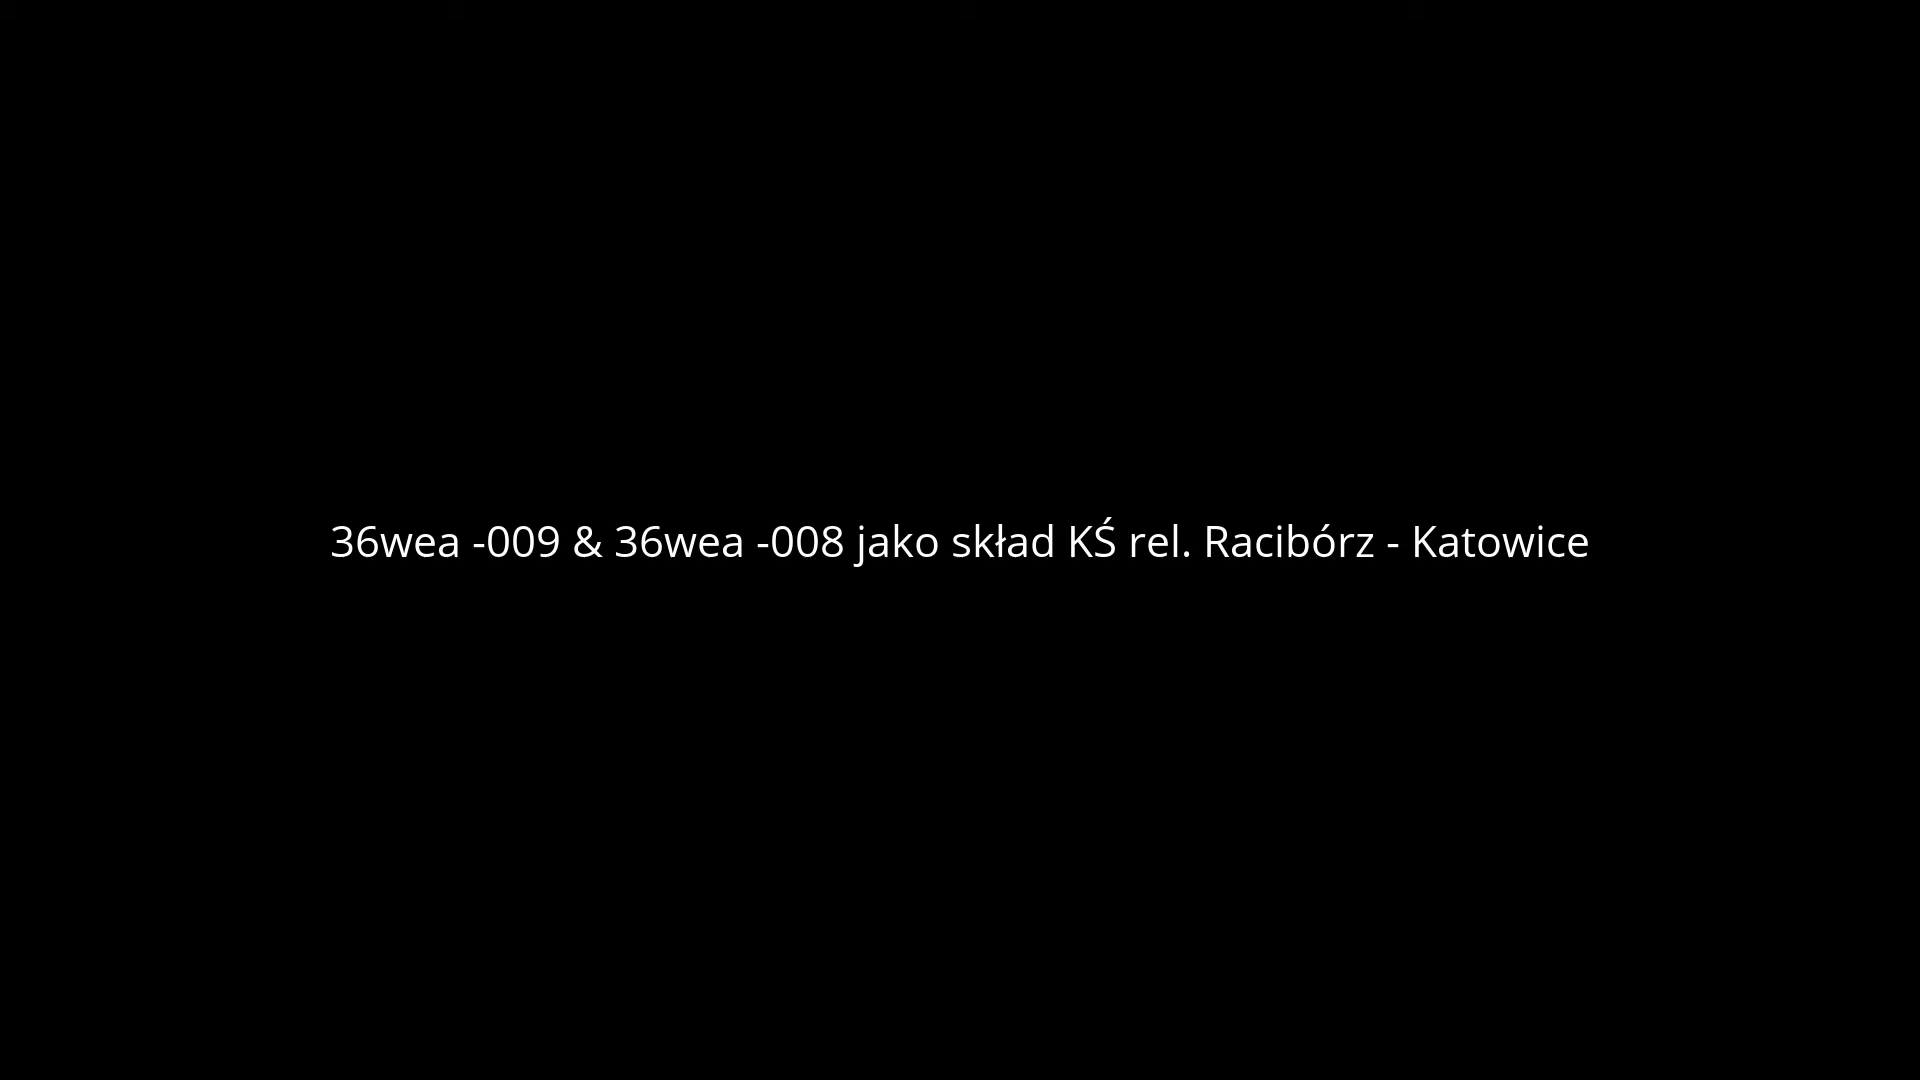 36wea -009 & 36wea -008 jako skład KŚ rel. Racibórz - Katowice